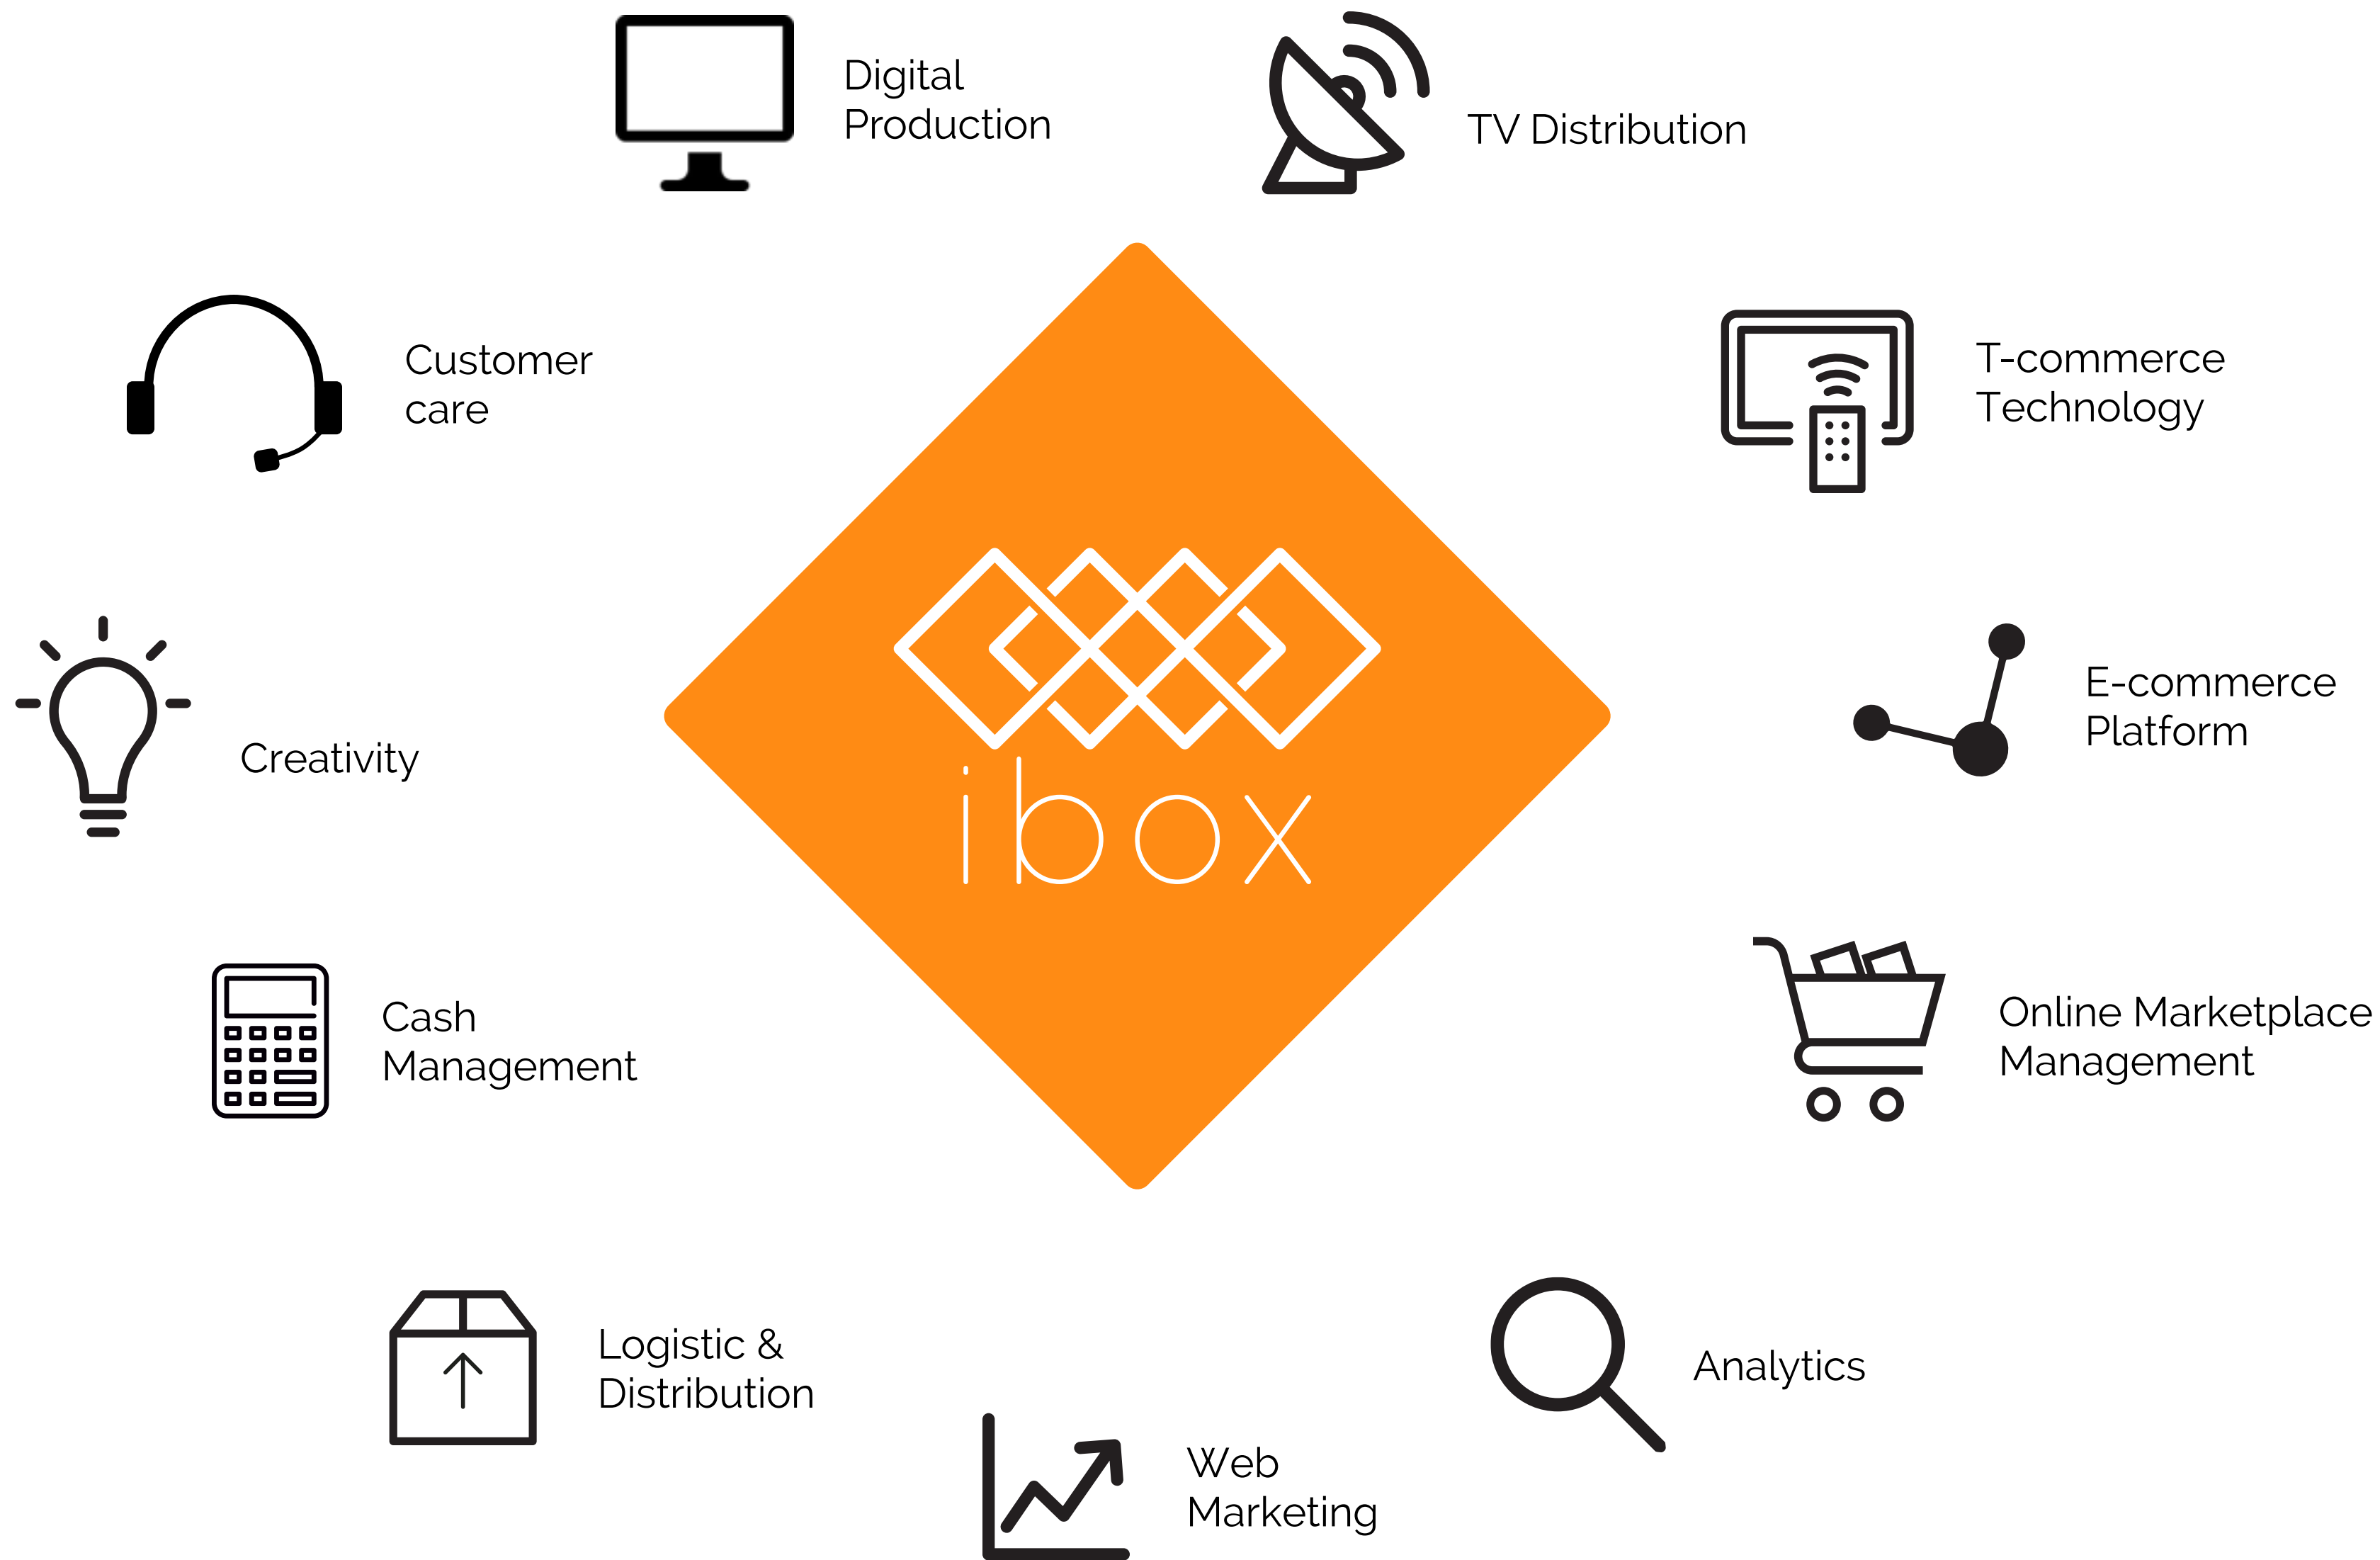 Digital
Production
TV Distribution
Customer
care
T-commerce
Technology
E-commerce
Platform
Creativity
ibox
Cash
Management
Online Marketplace
Management
Logistic &
Distribution
Analytics
Web
Marketing